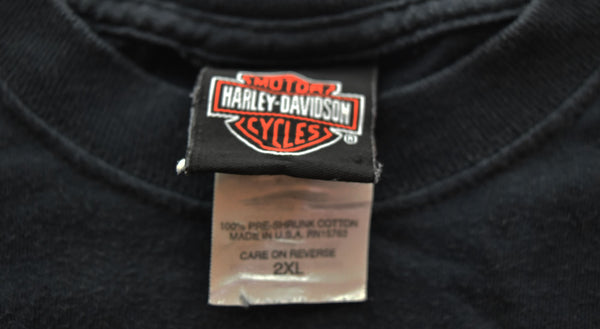 MOTOR
HARLEY-DAVIDSON
CYCLES
®
100% PRE-SHRUNK COTTON
MADE IN U.S.A. RN15763
CARE ON REVERSE
2XL